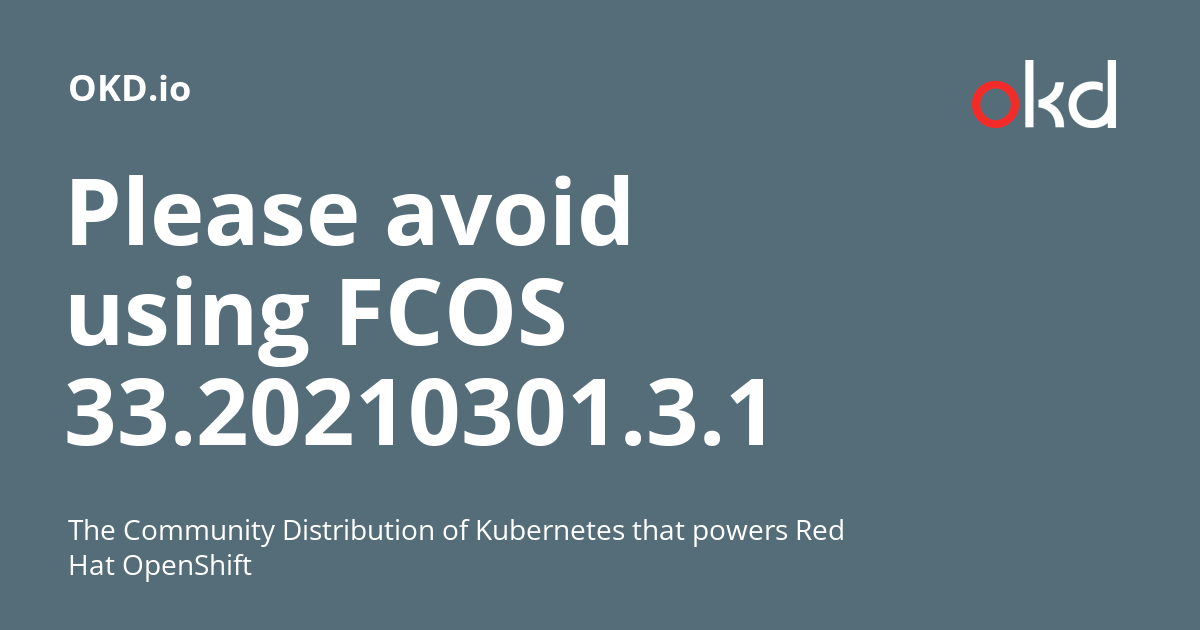 OKD.io
okd
Please avoid
using FCOS
33.20210301.3.1
The Community Distribution of Kubernetes that powers Red
Hat OpenShift